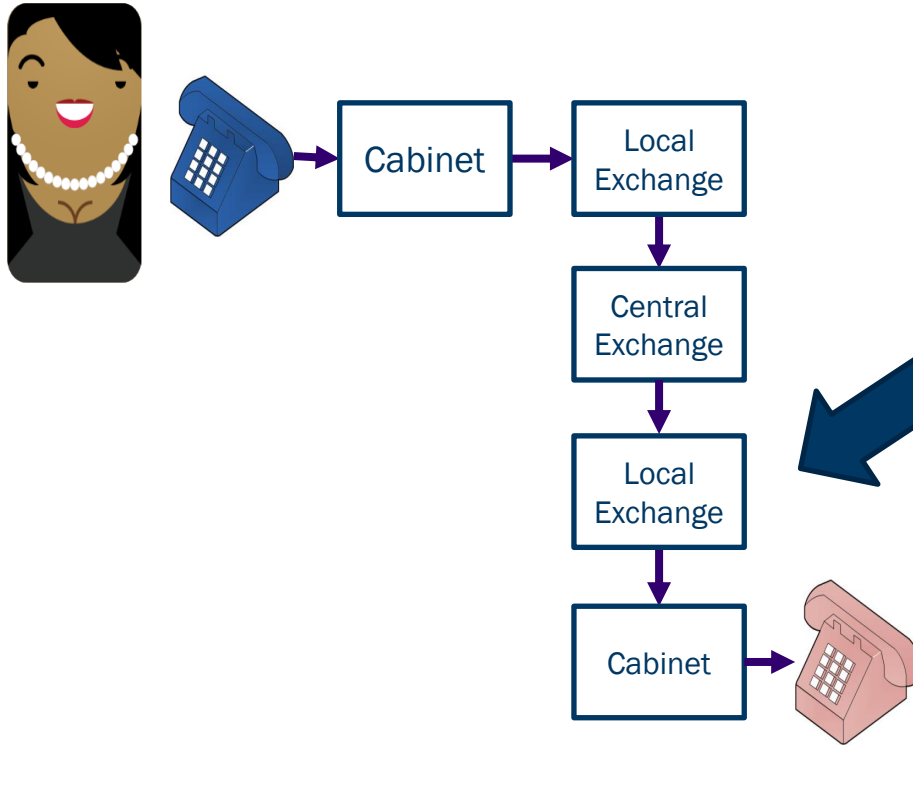 Cabinet
Local
Exchange
Central
Exchange
Local
Exchange
Cabinet